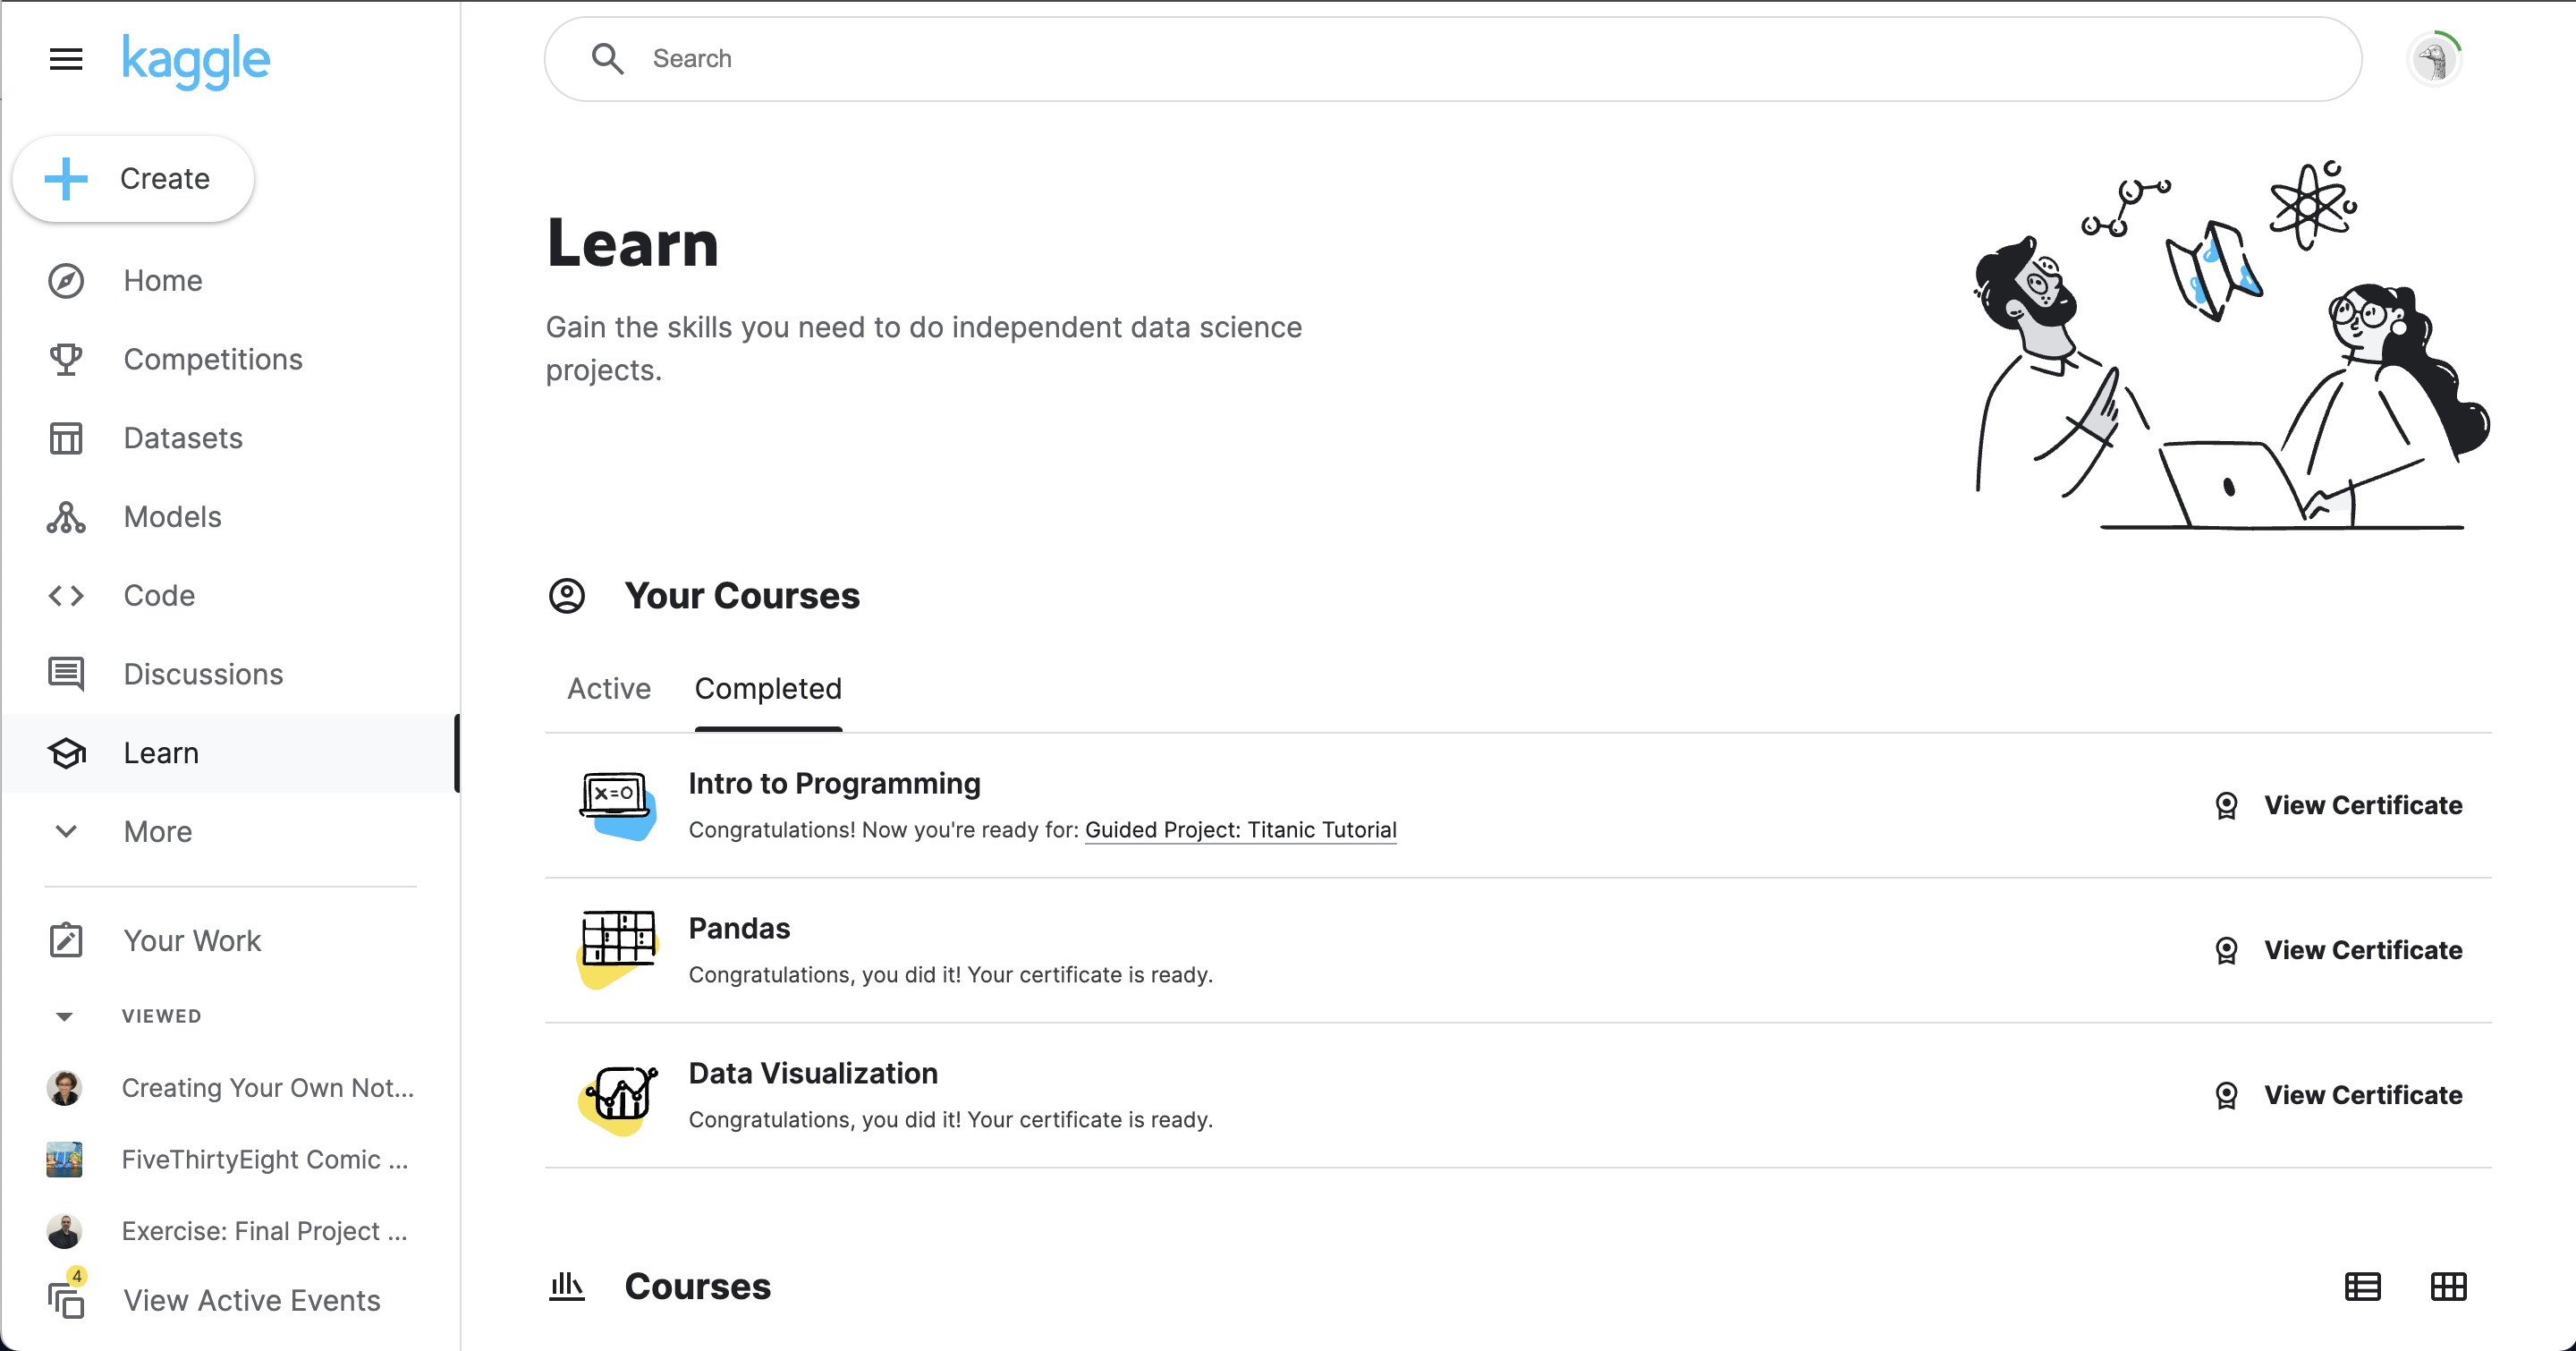 kaggle
Search
Create
Home
Competitions
Datasets
Models
Code
Discussions
Learn
More
Your Work
VIEWED
Creating Your Own Not...
FiveThirtyEight Comic ...
Exercise: Final Project ...
4
View Active Events
Learn
Gain the skills you need to do independent data science
projects.
Your Courses
Active Completed
Intro to Programming
Congratulations! Now you're ready for: Guided Project: Titanic Tutorial
View Certificate
x=0
Pandas
Congratulations, you did it! Your certificate is ready.
View Certificate
Data Visualization
Congratulations, you did it! Your certificate is ready.
View Certificate
Courses